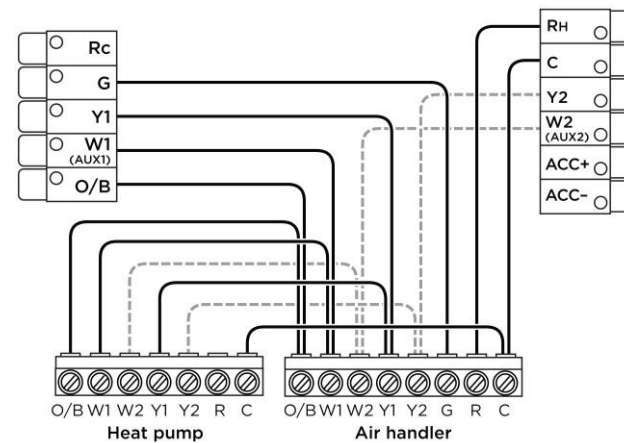 Rc
G
Y1
W1
(AUX1)
O/B
RH
C
Y2
W2
(AUX2)
ACC+
ACC-
O/B W1 W2 Y1 Y2 R C
Heat pump
O/B W1 W2 Y1 Y2 G R C
Air handler